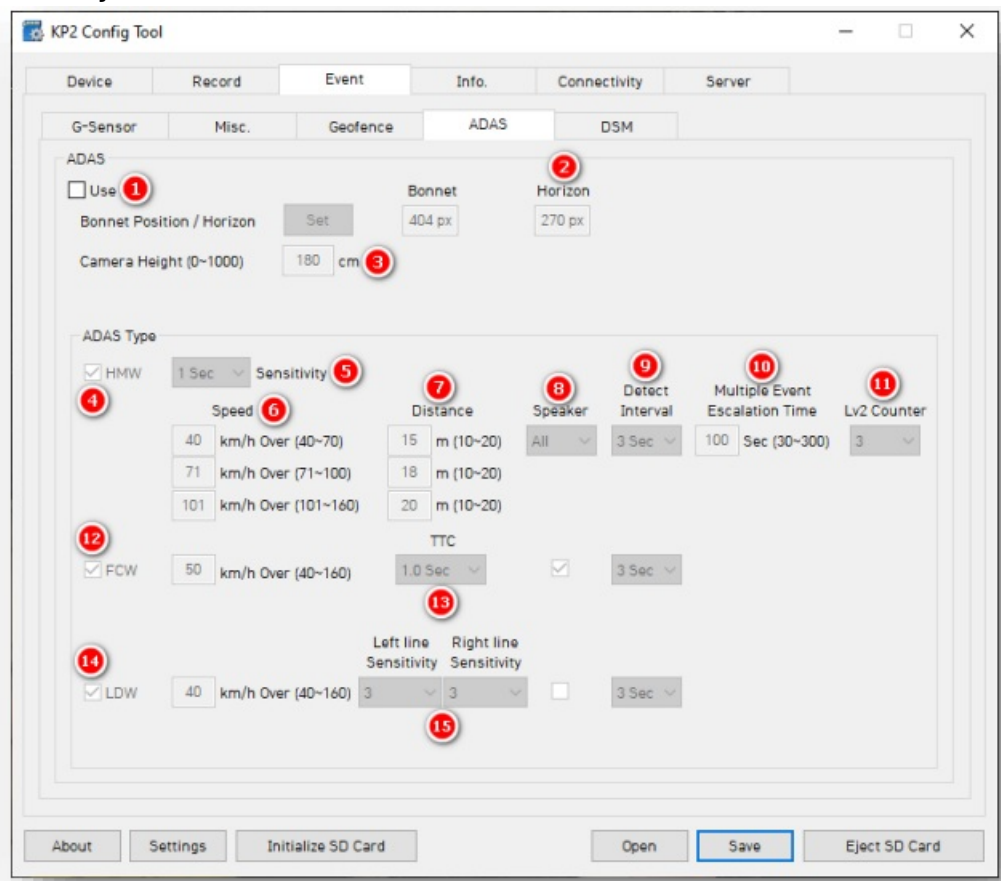 KP2 Config Tool
Device Record Event Info. Connectivity Server
G-Sensor Misc. Geofence ADAS DSM
ADAS
2
Use 1 Bonnet Horizon
Bonnet Position / Horizon Set 404 px 270 px
Camera Height (0~1000) 180 cm 3
ADAS Type
HMW 1 Sec Sensitivity 5
4 6 7 8 9 10 11
Speed Distance Speaker Detect Interval Multiple Event Escalation Time Lv2 Counter
40 km/h Over (40~70) 15 m (10~20) All 3 Sec 100 Sec (30~300) 3
71 km/h Over (71~100) 18 m (10~20)
101 km/h Over (101~160) 20 m (10~20)
12 TTC
FCW 50 km/h Over (40~160) 1.0 Sec 3 Sec
13
Left line Right line
14 Sensitivity Sensitivity
LDW 40 km/h Over (40~160) 3 3 3 Sec
15
About Settings Initialize SD Card Open Save Eject SD Card